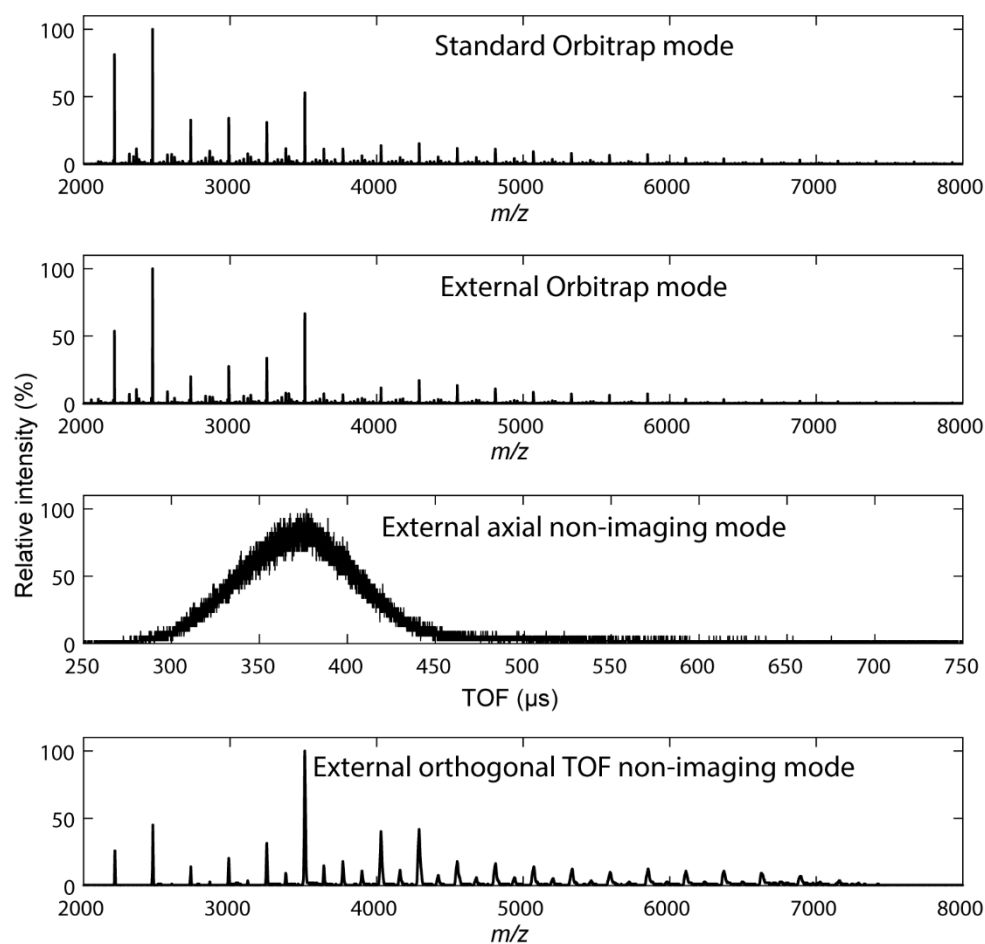 Relative intensity (%)
100
50
0
Standard Orbitrap mode
2000 3000 4000 5000 6000 7000 8000
m/z
100
50
0
External Orbitrap mode
2000 3000 4000 5000 6000 7000 8000
m/z
100
50
0
External axial non-imaging mode
250 300 350 400 450 500 550 600 650 700 750
TOF (µs)
100
50
0
External orthogonal TOF non-imaging mode
2000 3000 4000 5000 6000 7000 8000
m/z